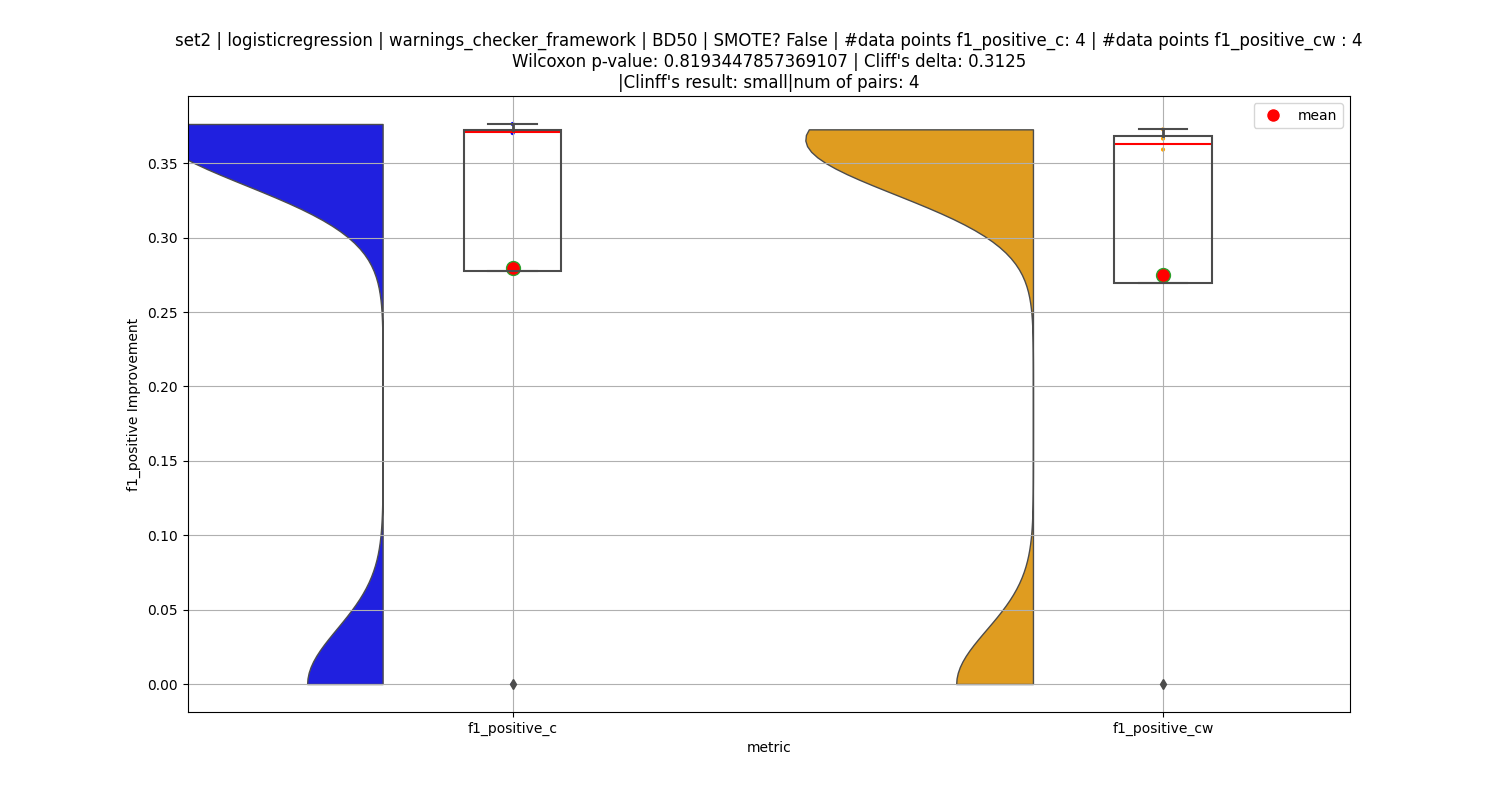 set2 | logisticregression | warnings_checker_framework | BD50 | SMOTE? False | #data points f1_positive_c: 4 | #data points f1_positive_cw : 4
Wilcoxon p-value: 0.8193447857369107 | Cliff's delta: 0.3125
|Clinff's result: small|num of pairs: 4
mean
0.35
0.30
0.25
0.20
0.15
0.10
0.05
0.00
f1_positive Improvement
f1_positive_c
f1_positive_cw
metric